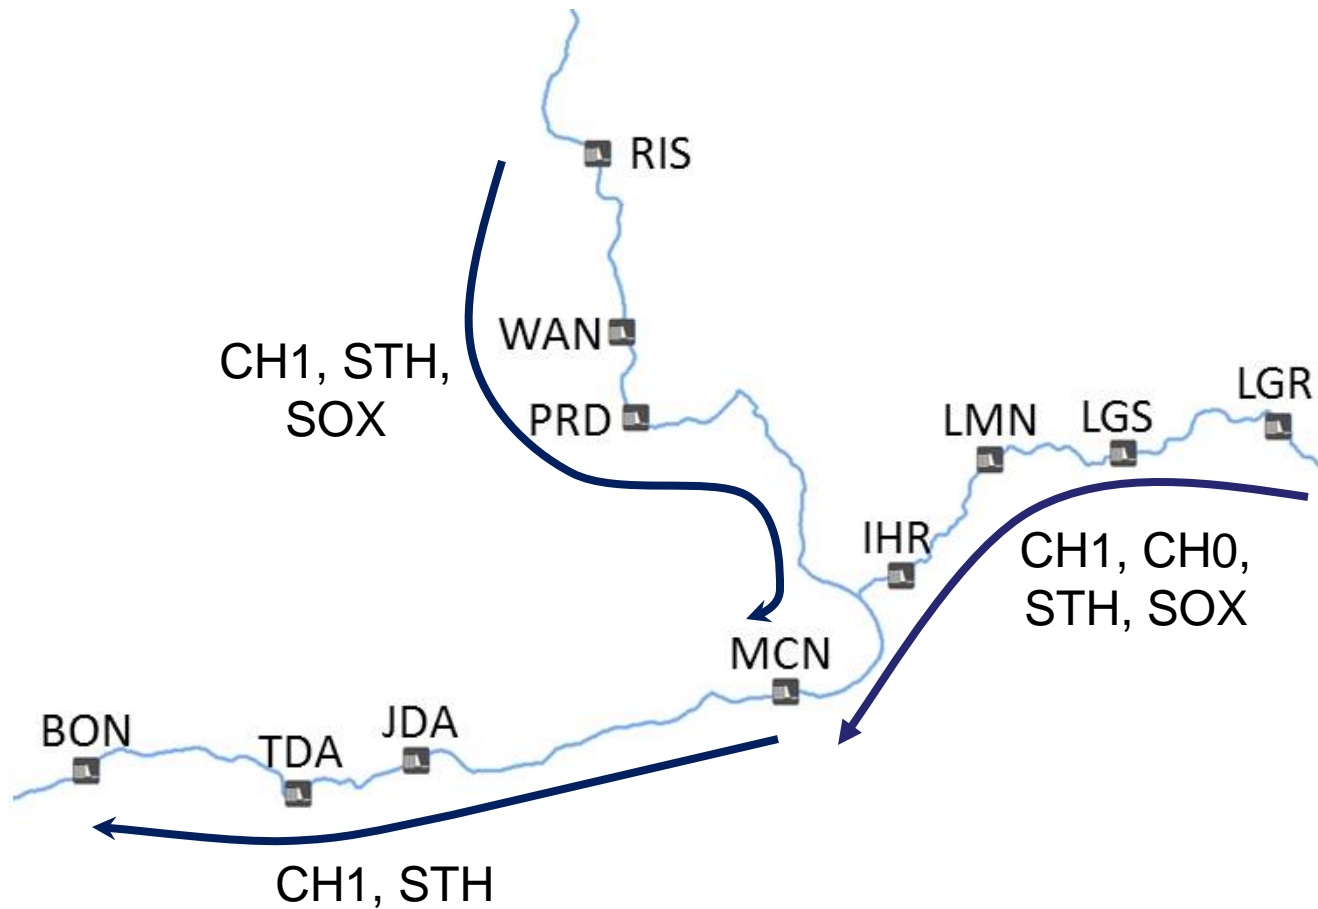 RIS
WAN
CH1, STH,
SOX
PRD
LGR
LMN
LGS
IHR
CH1, CH0,
STH, SOX
MCN
BON
TDA
JDA
CH1, STH